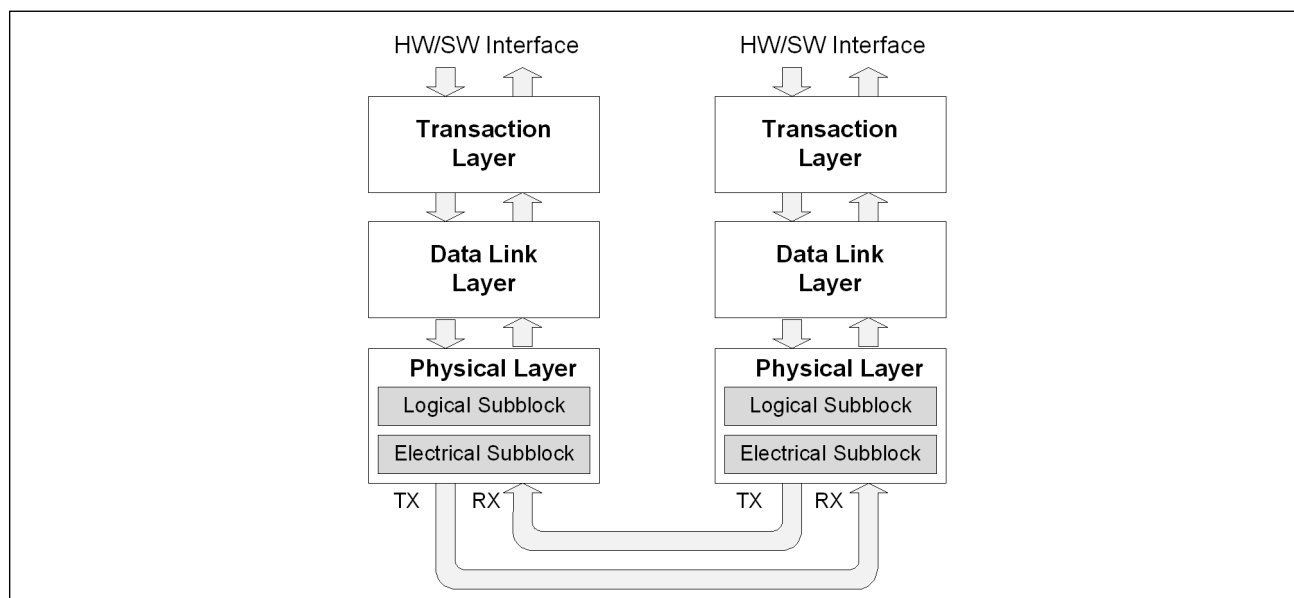 HW/SW Interface
Transaction
Layer
Data Link
Layer
Physical Layer
Logical Subblock
Electrical Subblock
TX RX
HW/SW Interface
Transaction
Layer
Data Link
Layer
Physical Layer
Logical Subblock
Electrical Subblock
TX RX